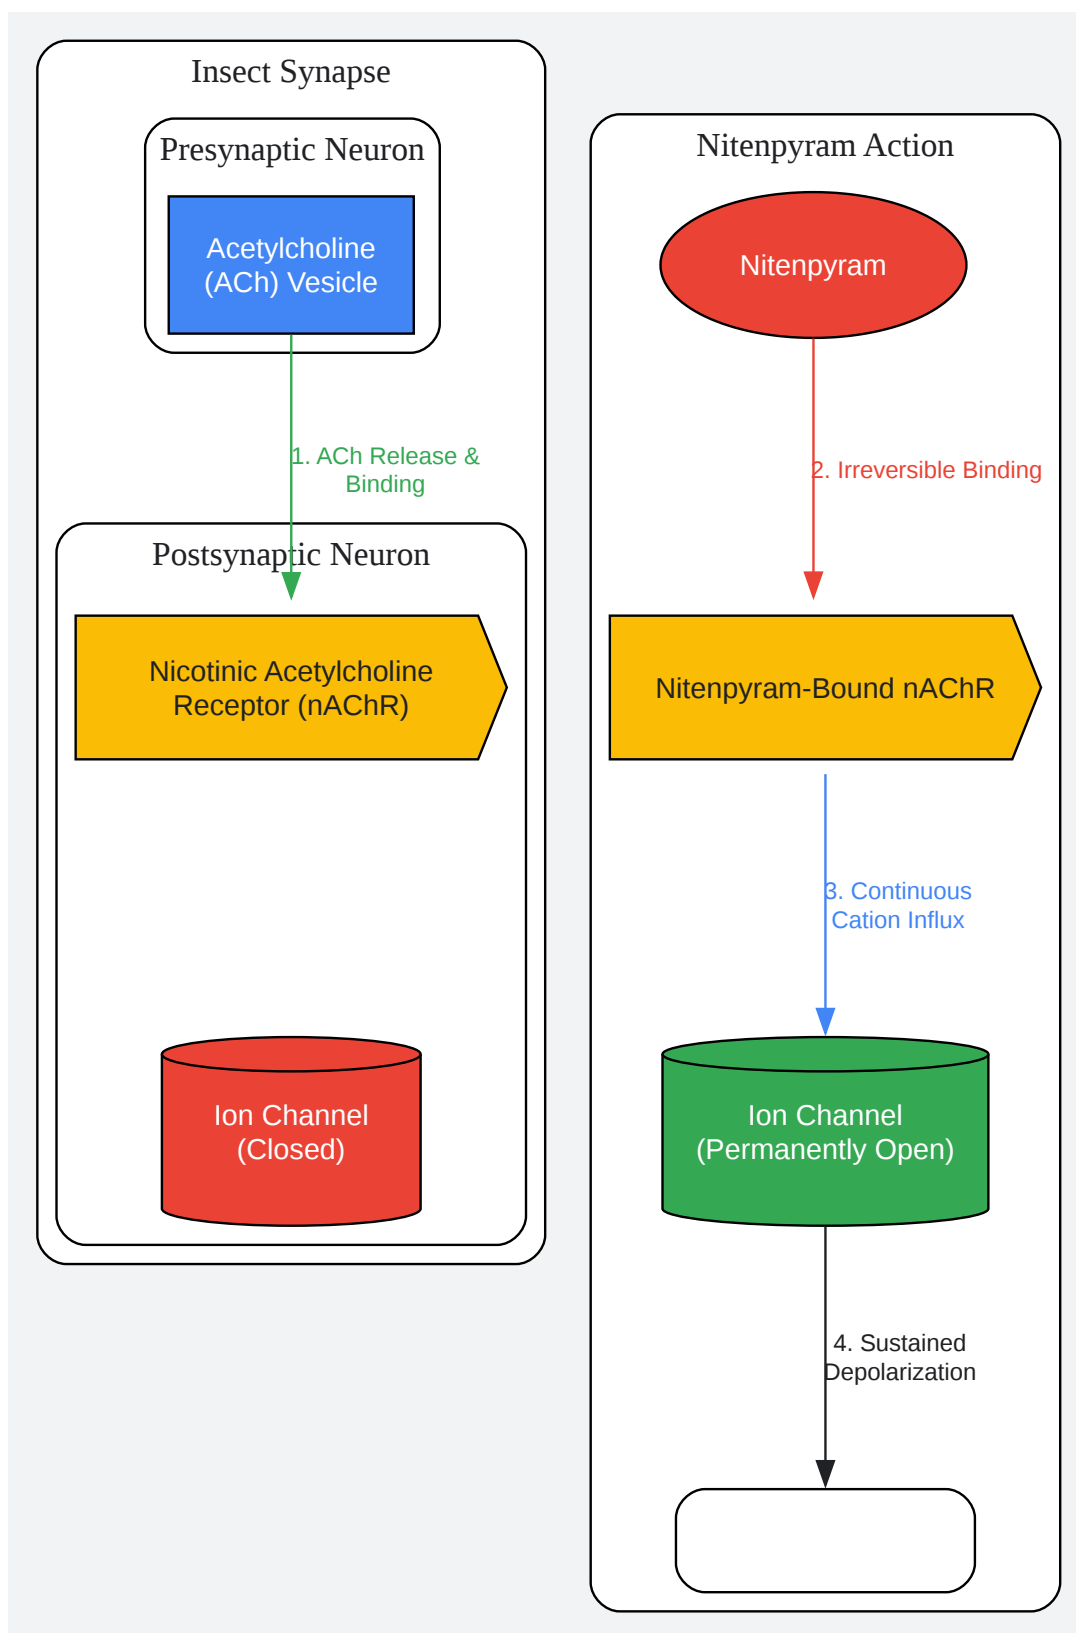 Insect Synapse
Presynaptic Neuron
Acetylcholine
(ACh) Vesicle
1. ACh Release &
Binding
Postsynaptic Neuron
Nicotinic Acetylcholine
Receptor (nAChR)
Ion Channel
(Closed)
Nitenpyram Action
Nitenpyram
2. Irreversible Binding
Nitenpyram-Bound nAChR
3. Continuous
Cation Influx
Ion Channel
(Permanently Open)
4. Sustained
Depolarization